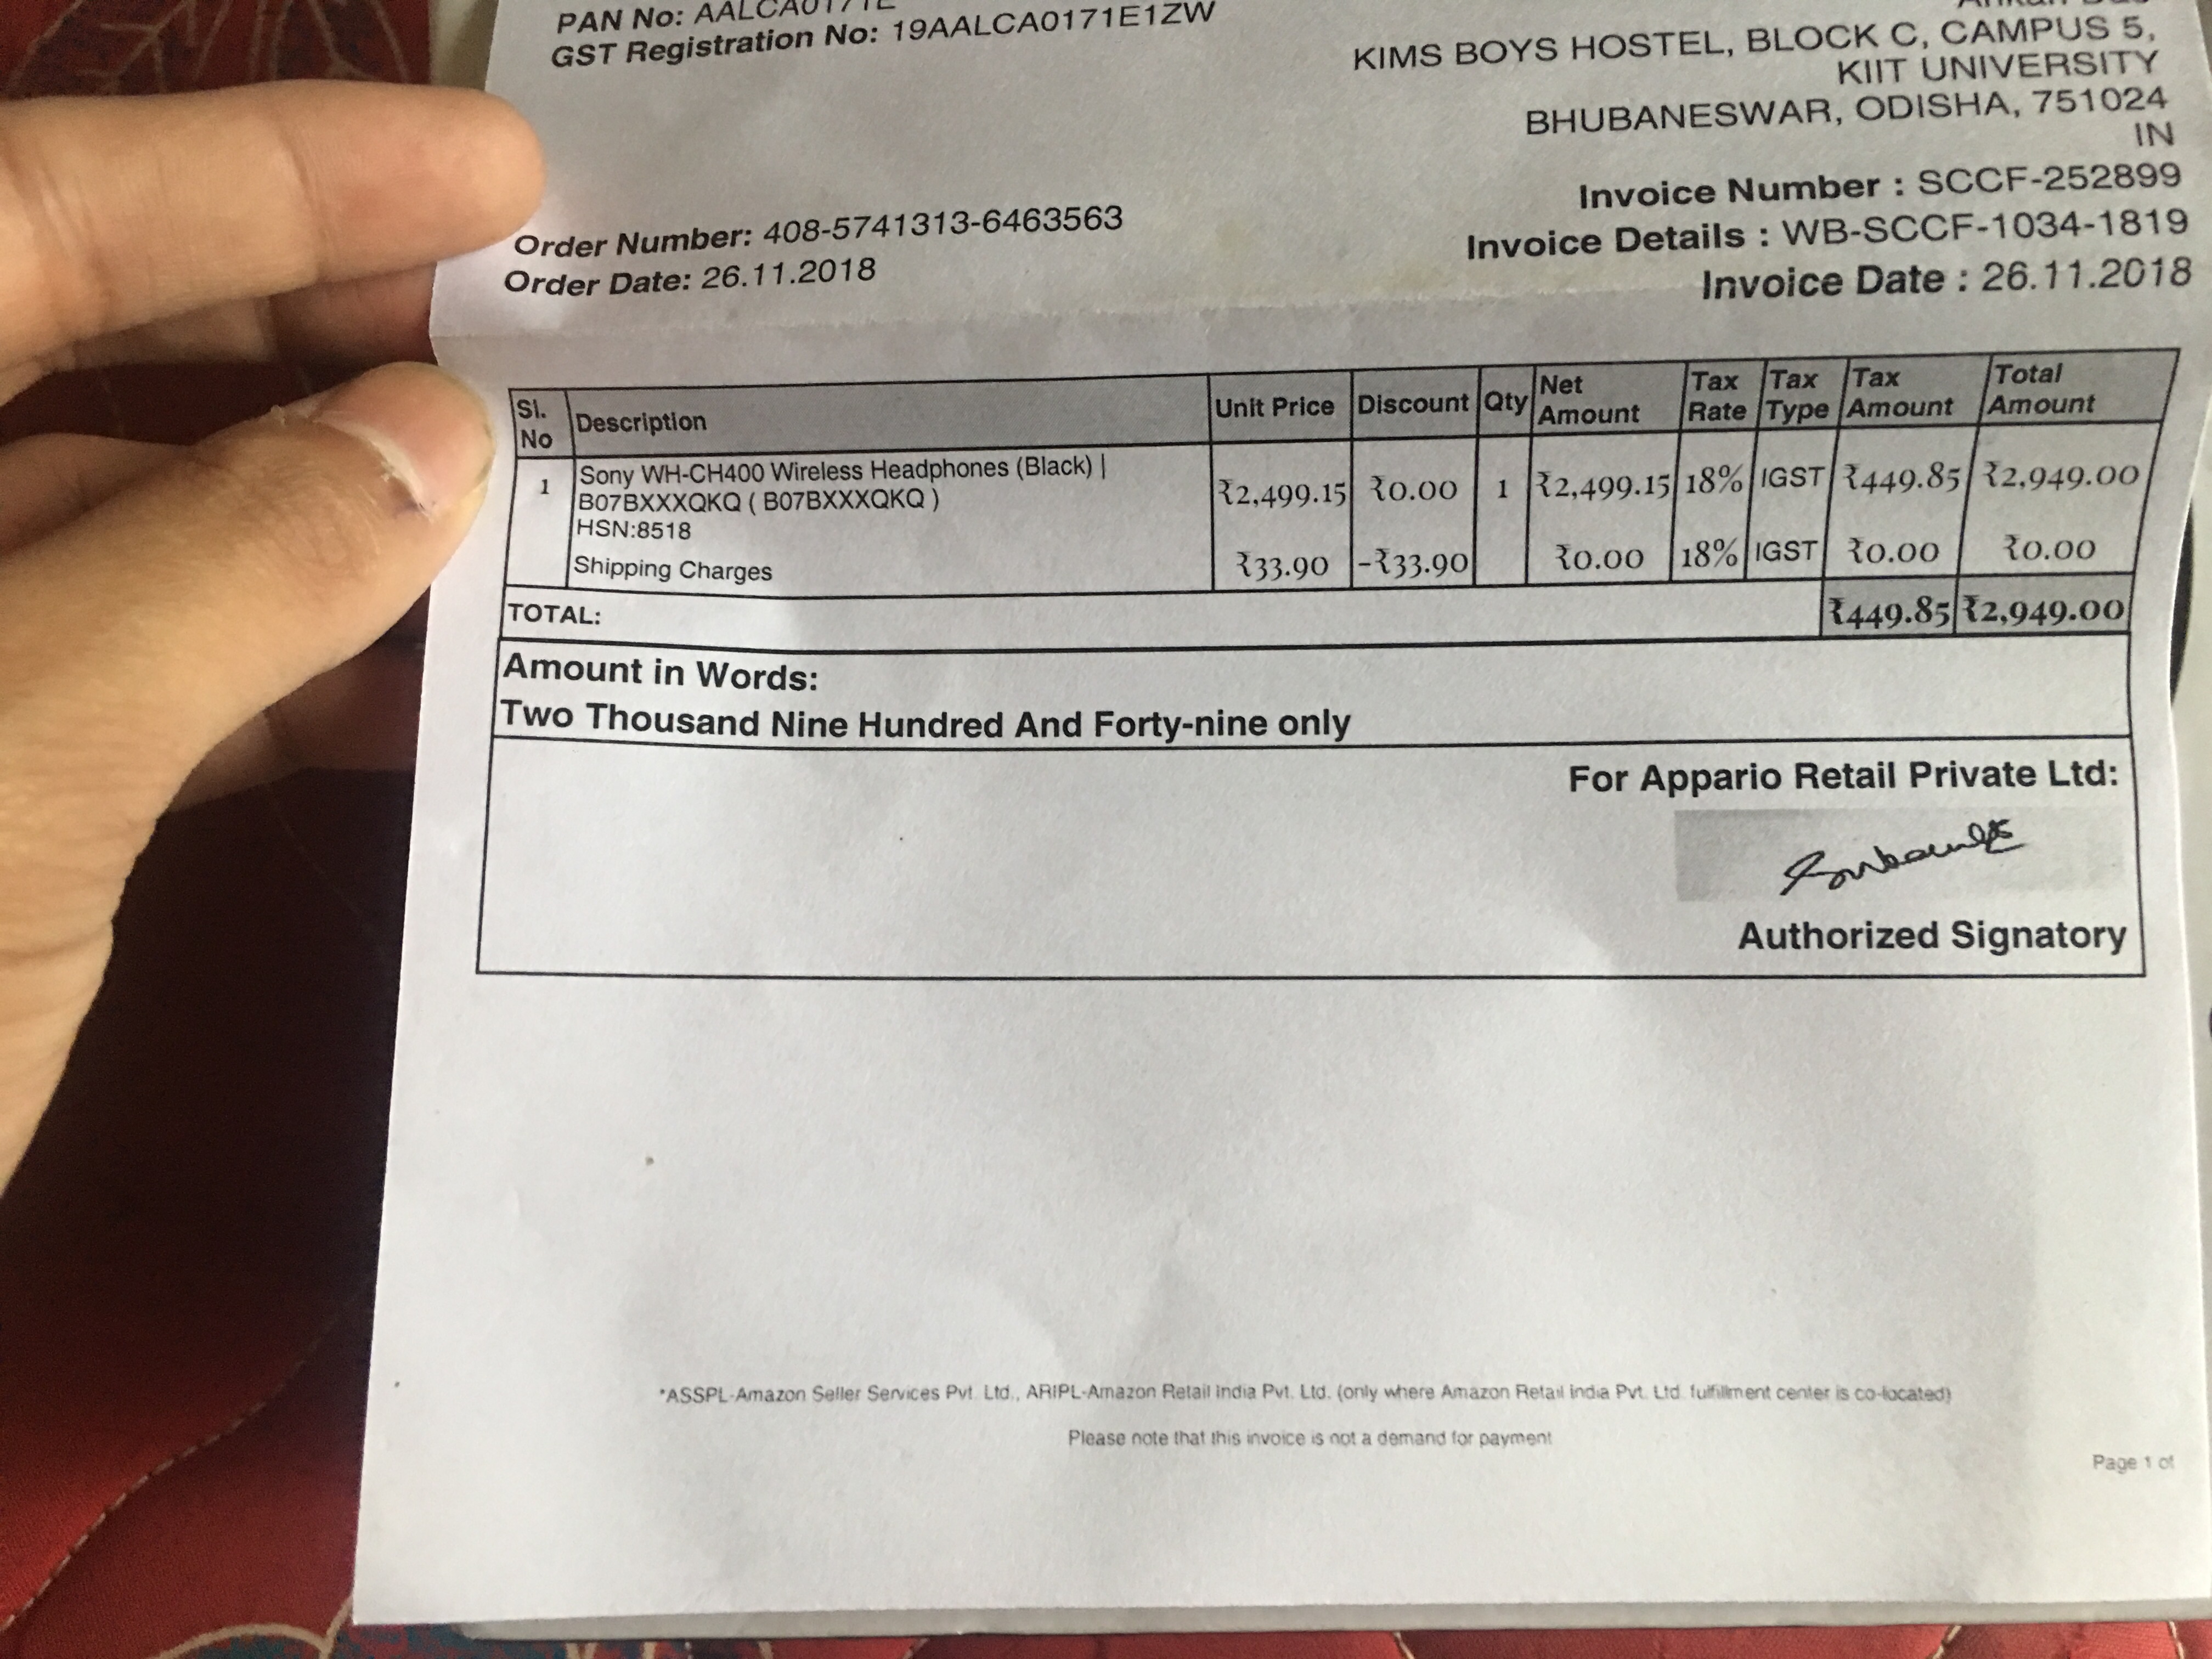 PAN No: AALCA0171E
GST Registration No: 19AALCA0171E1ZW
KIMS BOYS HOSTEL, BLOCK C, CAMPUS 5,
KIIT UNIVERSITY
BHUBANESWAR, ODISHA, 751024
IN
Order Number: 408-5741313-6463563
Order Date: 26.11.2018
Invoice Number : SCCF-252899
Invoice Details : WB-SCCF-1034-1819
Invoice Date : 26.11.2018
Sl. No Description Unit Price Discount Qty Net Amount Tax Rate Tax Type Tax Amount Total Amount
1 Sony WH-CH400 Wireless Headphones (Black) |
B07BXXXQKQ ( B07BXXXQKQ ) ₹2,499.15 ₹0.00 1 ₹2,499.15 18% IGST ₹449.85 ₹2,949.00
HSN:8518
Shipping Charges ₹33.90 -₹33.90 ₹0.00 18% IGST ₹0.00 ₹0.00
TOTAL: ₹449.85 ₹2,949.00
Amount in Words:
Two Thousand Nine Hundred And Forty-nine only
For Appario Retail Private Ltd:
Authorized Signatory
*ASSPL-Amazon Seller Services Pvt. Ltd., ARIPL-Amazon Retail India Pvt. Ltd. (only where Amazon Retail India Pvt. Ltd. fulfillment center is co-located)
Please note that this invoice is not a demand for payment
Page 1 of